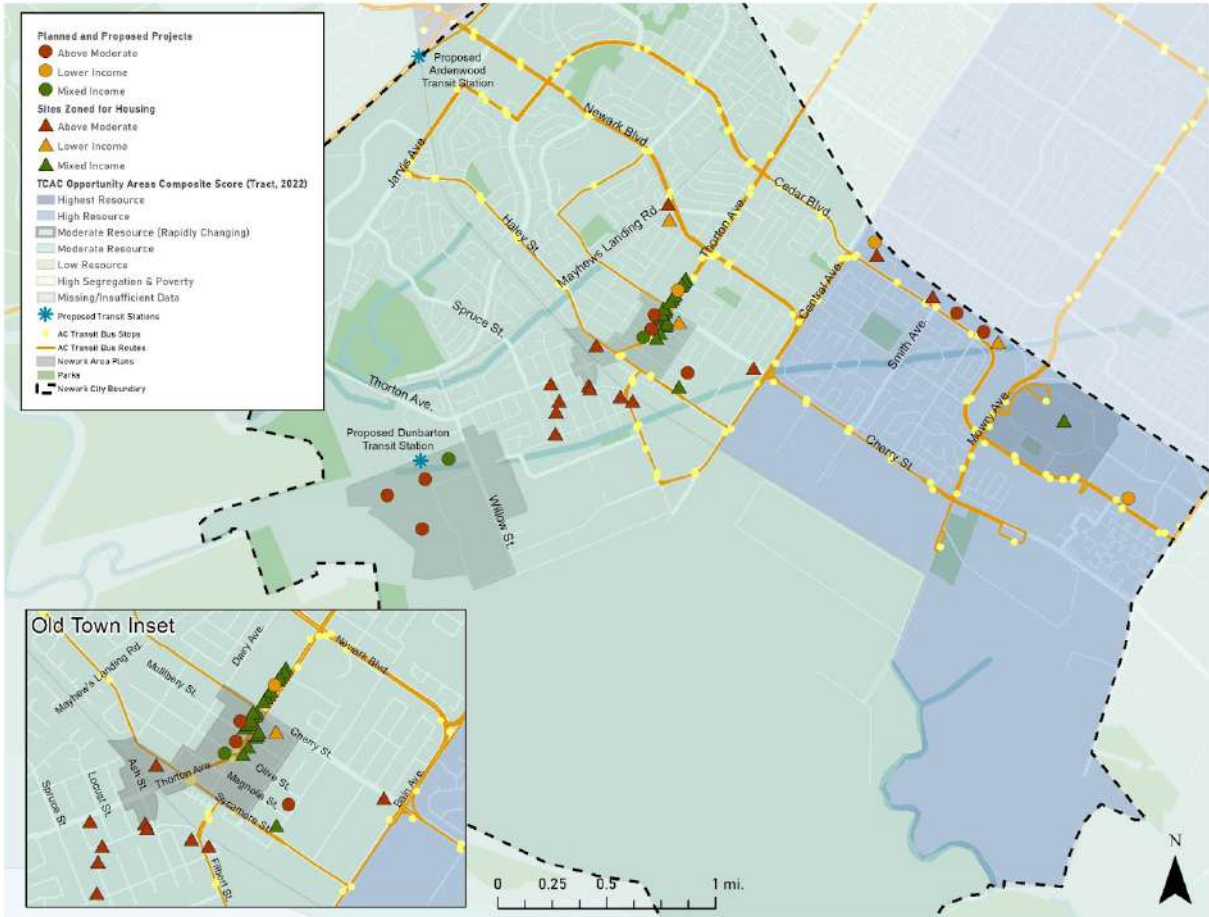 Planned and Proposed Projects
Above Moderate
Lower Income
Mixed Income
Sites Zoned for Housing
Above Moderate
Lower Income
Mixed Income
TCAC Opportunity Areas Composite Score (Tract, 2022)
Highest Resource
High Resource
Moderate Resource (Rapidly Changing)
Moderate Resource
Low Resource
High Segregation & Poverty
Missing/Insufficient Data
Proposed Transit Stations
AC Transit Bus Stops
AC Transit Bus Routes
Newark Area Plans
Parks
Newark City Boundary
Proposed
Ardenwood
Transit Station
Newark Blvd.
Jarvis Ave.
Cedar Blvd.
Haley St.
Mayhews Landing Rd.
Thorton Ave.
Central Ave.
Spruce St.
Smith Ave.
Thorton Ave.
Mowry Ave.
Cherry St.
Proposed Dunbarton
Transit Station
Willow St.
Old Town Inset
Dairy Ave.
Newark Blvd.
Mayhew's Landing Rd.
Mulilbery St.
Cherry St.
Ash St.
Thorton Ave.
Olive St.
Magnolia St.
Locust St.
Spruce St.
Sycamore St.
Bain Ave.
Filbert St.
0 0.25 0.5 1 mi.
N